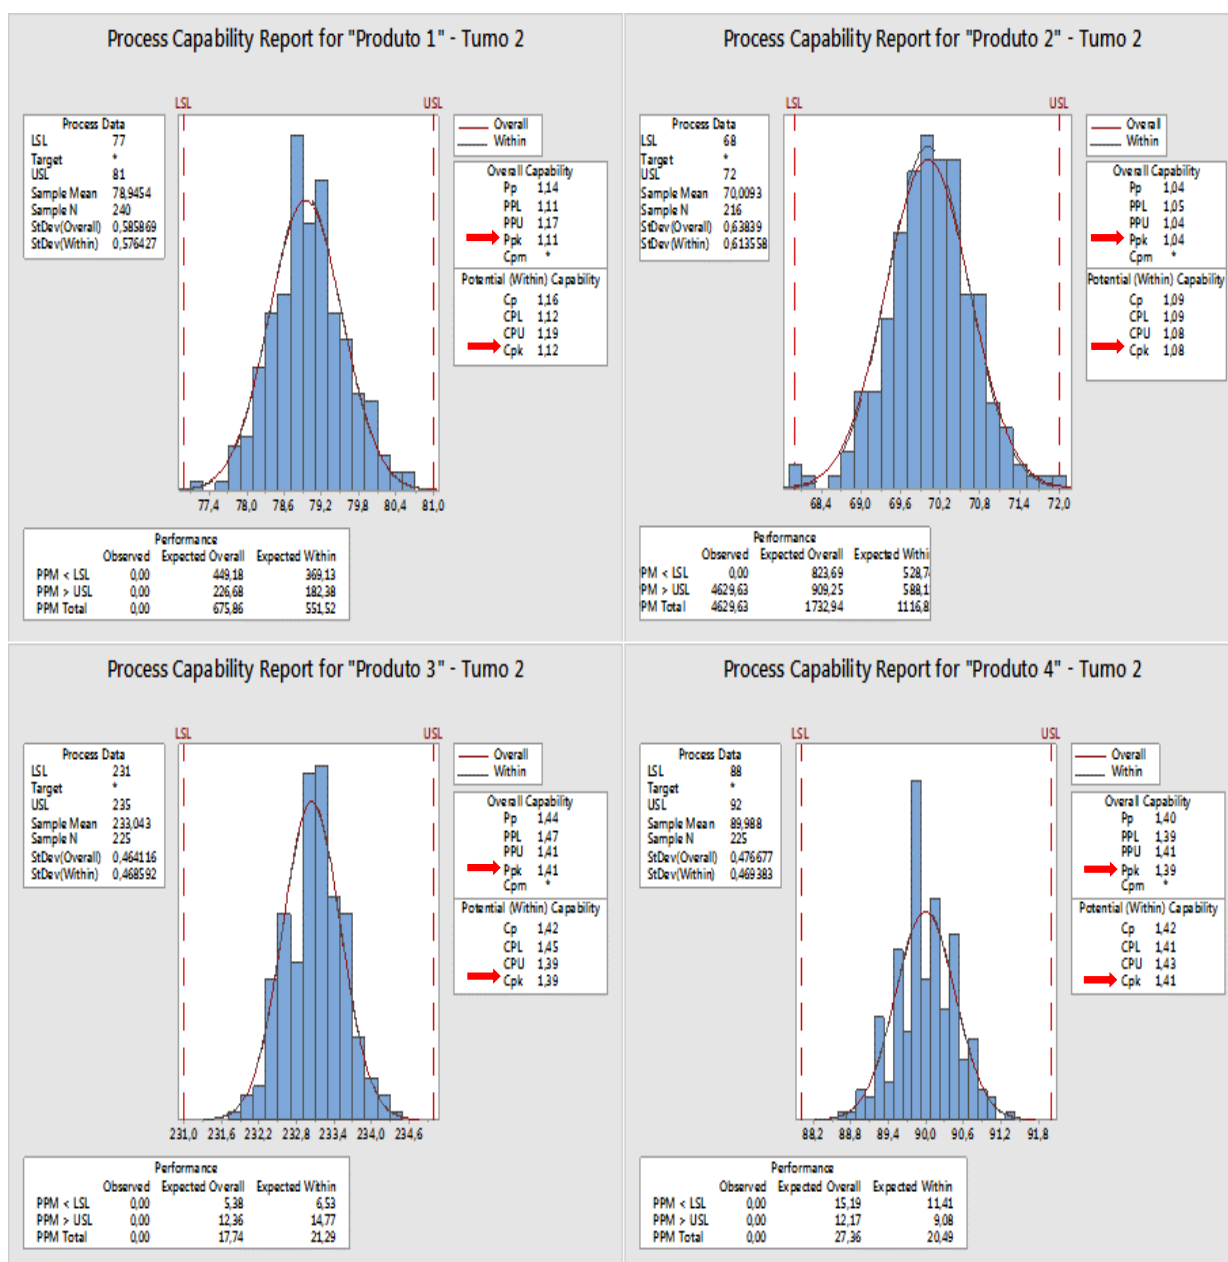 Process Capability Report for "Produto 1" - Turno 2
LSL USL
Process Data
LSL 77
Target *
USL 81
Sample Mean 78,9454
Sample N 240
StDev(Overall) 0,585869
StDev(Within) 0,576427
Overall
Within
Overall Capability
Pp 1,14
PPL 1,11
PPU 1,17
Ppk 1,11
Cpm *
Potential (Within) Capability
Cp 1,16
CPL 1,12
CPU 1,19
Cpk 1,12
77,4 78,0 78,6 79,2 79,8 80,4 81,0
Performance
Observed Expected Overall Expected Within
PPM < LSL 0,00 449,18 369,13
PPM > USL 0,00 226,68 182,38
PPM Total 0,00 675,86 551,52
Process Capability Report for "Produto 2" - Turno 2
LSL USL
Process Data
LSL 68
Target *
USL 72
Sample Mean 70,0093
Sample N 216
StDev(Overall) 0,63839
StDev(Within) 0,613558
Overall
Within
Overall Capability
Pp 1,04
PPL 1,05
PPU 1,04
Ppk 1,04
Cpm *
Potential (Within) Capability
Cp 1,09
CPL 1,09
CPU 1,08
Cpk 1,08
68,4 69,0 69,6 70,2 70,8 71,4 72,0
Performance
Observed Expected Overall Expected Withi
PM < LSL 0,00 823,69 528,7
PM > USL 4629,63 909,25 588,1
PM Total 4629,63 1732,94 1116,8
Process Capability Report for "Produto 3" - Turno 2
LSL USL
Process Data
LSL 231
Target *
USL 235
Sample Mean 233,043
Sample N 225
StDev(Overall) 0,464116
StDev(Within) 0,468592
Overall
Within
Overall Capability
Pp 1,44
PPL 1,47
PPU 1,41
Ppk 1,41
Cpm *
Potential (Within) Capability
Cp 1,42
CPL 1,45
CPU 1,39
Cpk 1,39
231,0 231,6 232,2 232,8 233,4 234,0 234,6
Performance
Observed Expected Overall Expected Within
PPM < LSL 0,00 5,38 6,53
PPM > USL 0,00 12,36 14,77
PPM Total 0,00 17,74 21,29
Process Capability Report for "Produto 4" - Turno 2
LSL USL
Process Data
LSL 88
Target *
USL 92
Sample Mean 89,988
Sample N 225
StDev(Overall) 0,476677
StDev(Within) 0,469383
Overall
Within
Overall Capability
Pp 1,40
PPL 1,39
PPU 1,41
Ppk 1,39
Cpm *
Potential (Within) Capability
Cp 1,42
CPL 1,41
CPU 1,43
Cpk 1,41
88,2 88,8 89,4 90,0 90,6 91,2 91,8
Performance
Observed Expected Overall Expected Within
PPM < LSL 0,00 15,19 11,41
PPM > USL 0,00 12,17 9,08
PPM Total 0,00 27,36 20,49